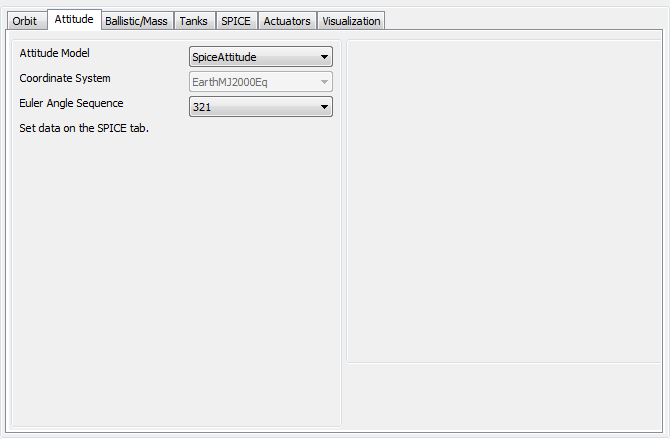 Orbit Attitude Ballistic/Mass Tanks SPICE Actuators Visualization
Attitude Model SpiceAttitude
Coordinate System EarthMJ2000Eq
Euler Angle Sequence 321
Set data on the SPICE tab.